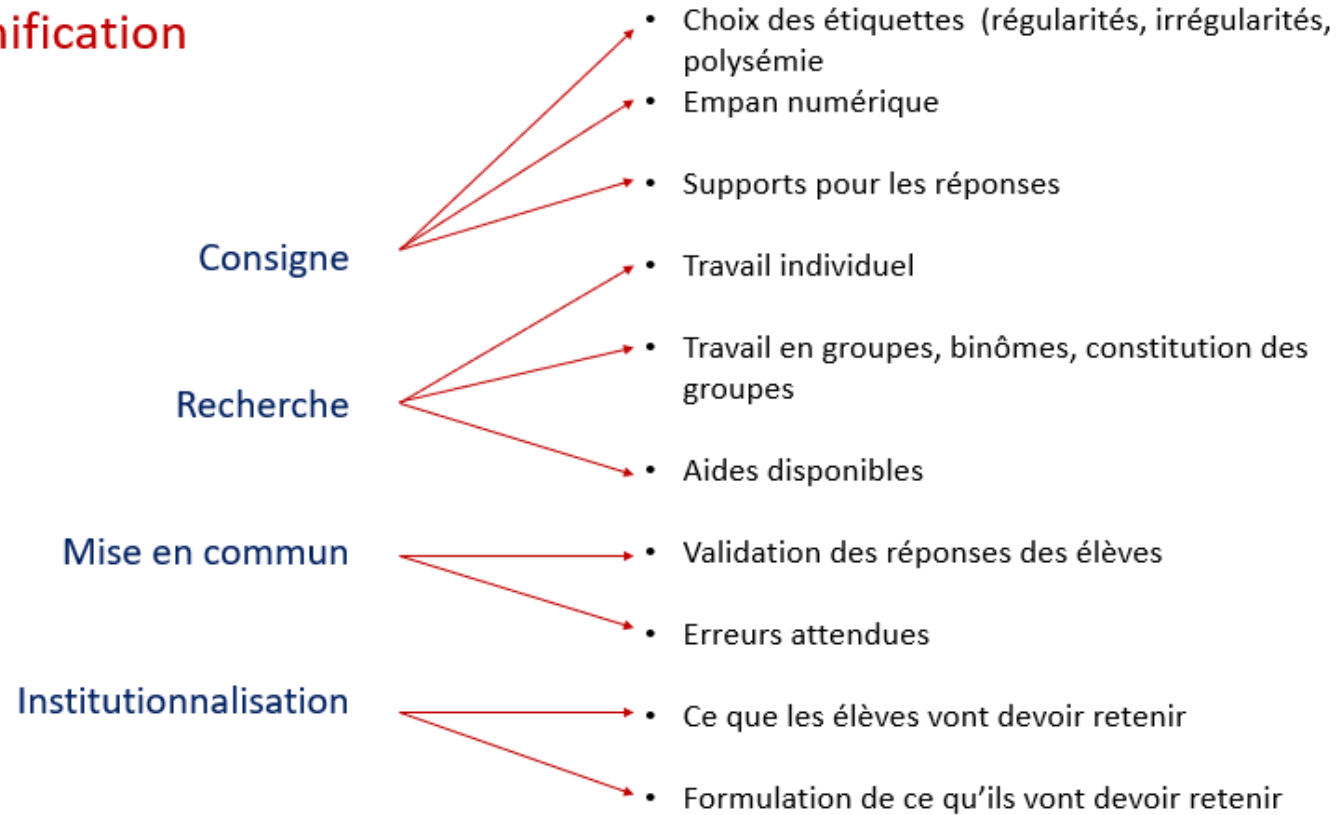 nification
• Choix des étiquettes (régularités, irrégularités,
polysémie
• Empan numérique
• Supports pour les réponses
Consigne
• Travail individuel
• Travail en groupes, binômes, constitution des
groupes
Recherche
• Aides disponibles
Mise en commun
• Validation des réponses des élèves
• Erreurs attendues
Institutionnalisation
• Ce que les élèves vont devoir retenir
• Formulation de ce qu'ils vont devoir retenir